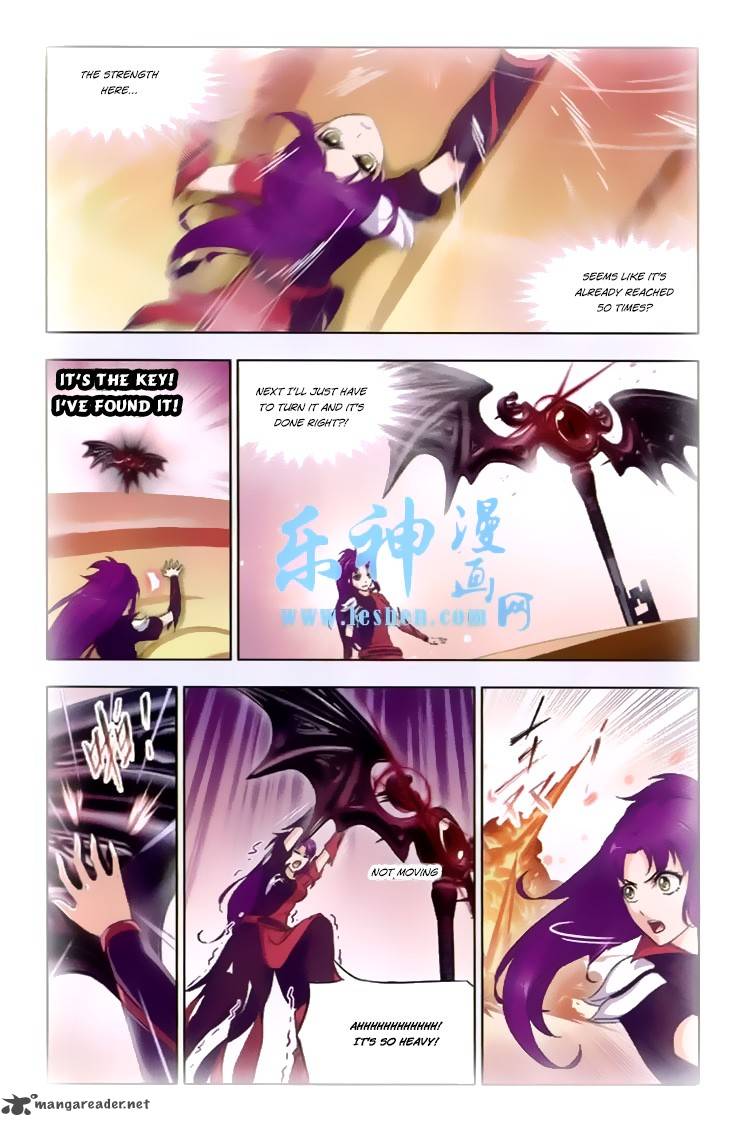 THE STRENGTH
HERE...
SEEMS LIKE IT'S
ALREADY REACHED
50 TIMES?
IT'S THE KEY!
I'VE FOUND IT!
NEXT I'LL JUST HAVE
TO TURN IT AND IT'S
DONE RIGHT?!
乐神漫画网
www.leshen.com
啪!
NOT MOVING
AHHHHHHHHHHH!
IT'S SO HEAVY!
mangareader.net